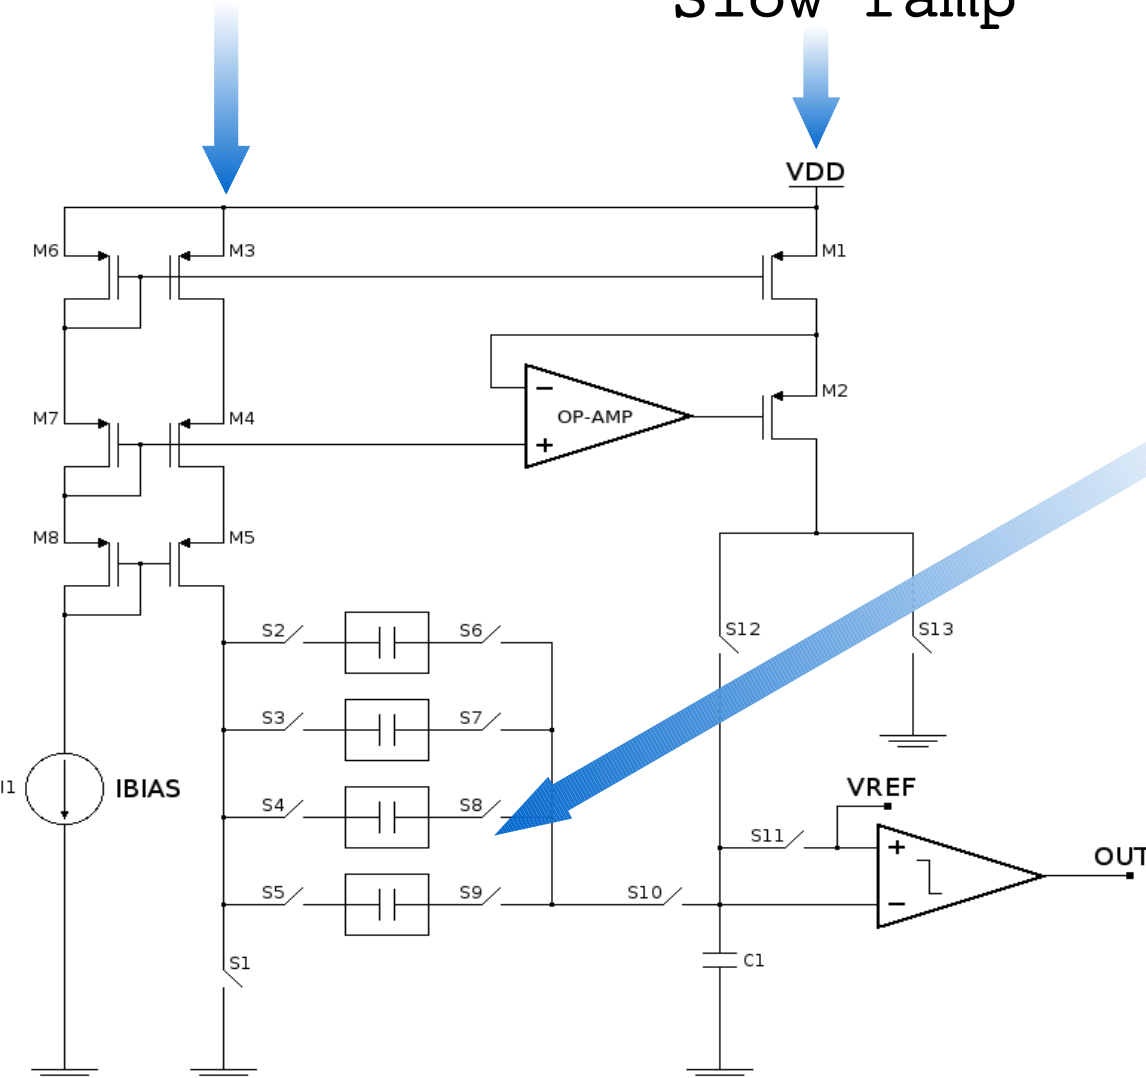 Slow ramp
VDD
M6 M3 M1
M7 M4 OP-AMP M2
M8 M5
S2 S6 S12 S13
S3 S7
I1 IBIAS S4 S8 S11 VREF
OUT
S5 S9 S10
S1 C1